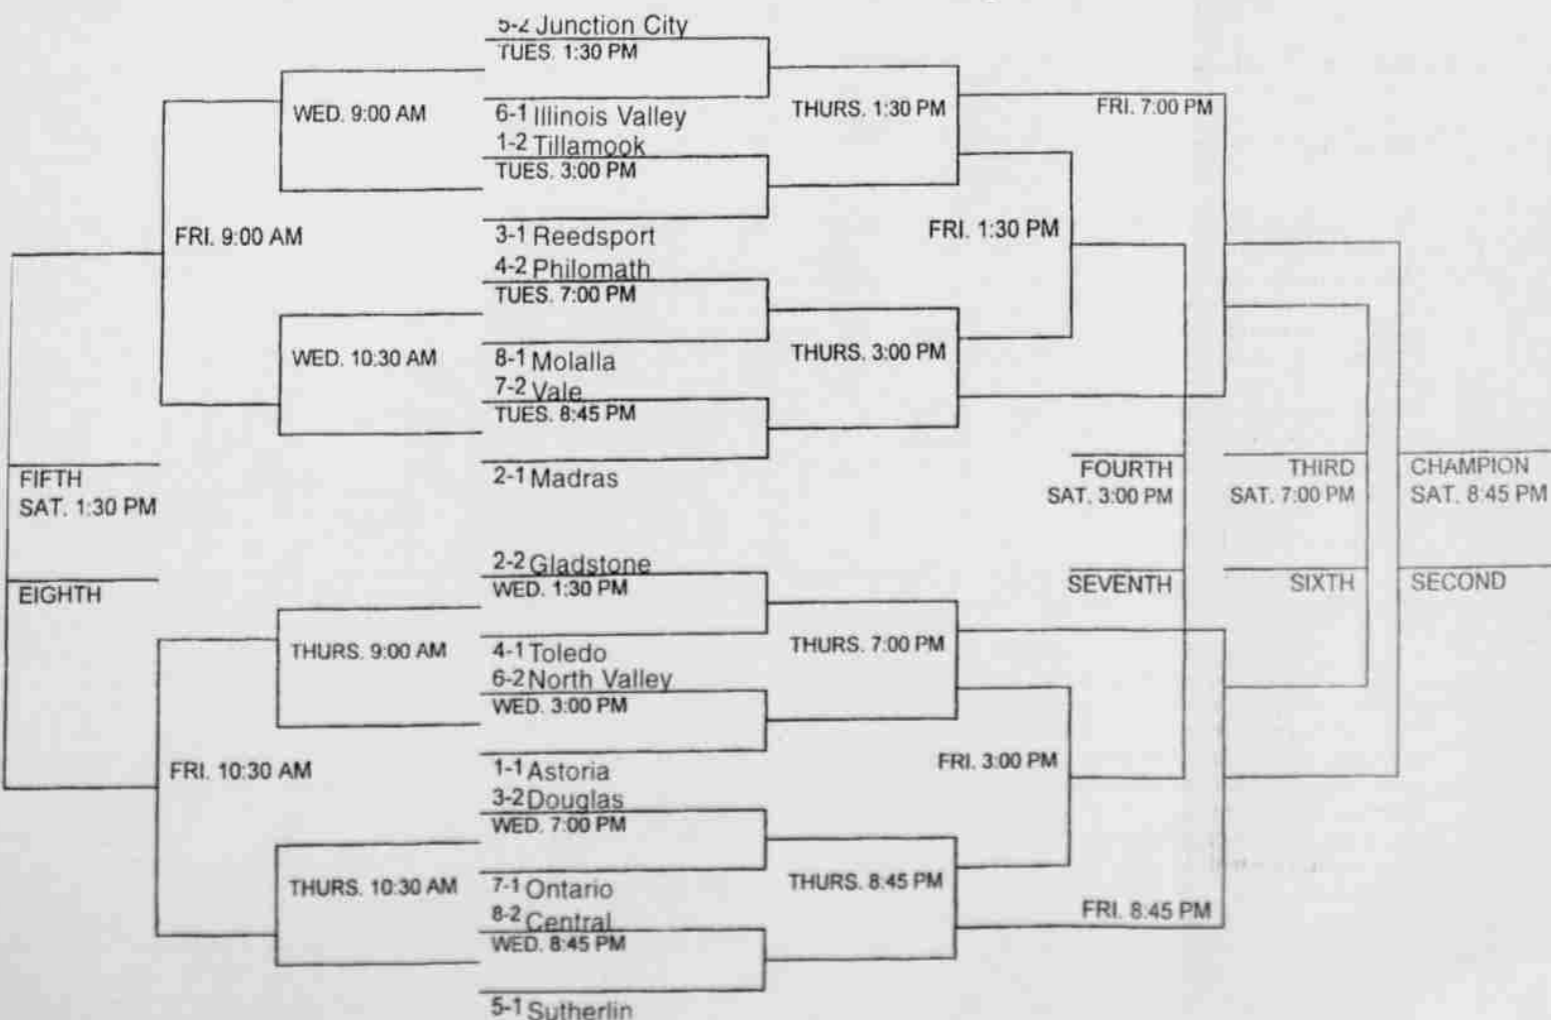 5-2 Junction City
TUES. 1:30 PM
WED. 9:00 AM
6-1 Illinois Valley
THURS. 1:30 PM
FRI. 7:00 PM
1-2 Tillamook
TUES. 3:00 PM
FRI. 9:00 AM
3-1 Reedsport
FRI. 1:30 PM
4-2 Philomath
TUES. 7:00 PM
WED. 10:30 AM
8-1 Molalla
THURS. 3:00 PM
7-2 Vale
TUES. 8:45 PM
2-1 Madras
FIFTH
SAT. 1:30 PM
FOURTH
SAT. 3:00 PM
THIRD
SAT. 7:00 PM
CHAMPION
SAT. 8:45 PM
EIGHTH
SEVENTH
SIXTH
SECOND
2-2 Gladstone
WED. 1:30 PM
THURS. 9:00 AM
4-1 Toledo
THURS. 7:00 PM
6-2 North Valley
WED. 3:00 PM
FRI. 10:30 AM
1-1 Astoria
FRI. 3:00 PM
3-2 Douglas
WED. 7:00 PM
THURS. 10:30 AM
7-1 Ontario
THURS. 8:45 PM
8-2 Central
FRI. 8:45 PM
WED. 8:45 PM
5-1 Sutherlin